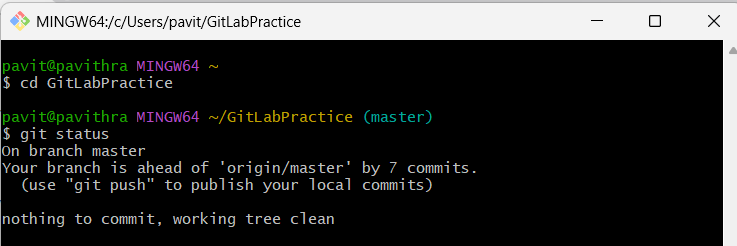 MINGW64:/c/Users/pavit/GitLabPractice
pavit@pavithra MINGW64 ~
$ cd GitLabPractice
pavit@pavithra MINGW64 ~/GitLabPractice (master)
$ git status
On branch master
Your branch is ahead of 'origin/master' by 7 commits.
  (use "git push" to publish your local commits)
nothing to commit, working tree clean